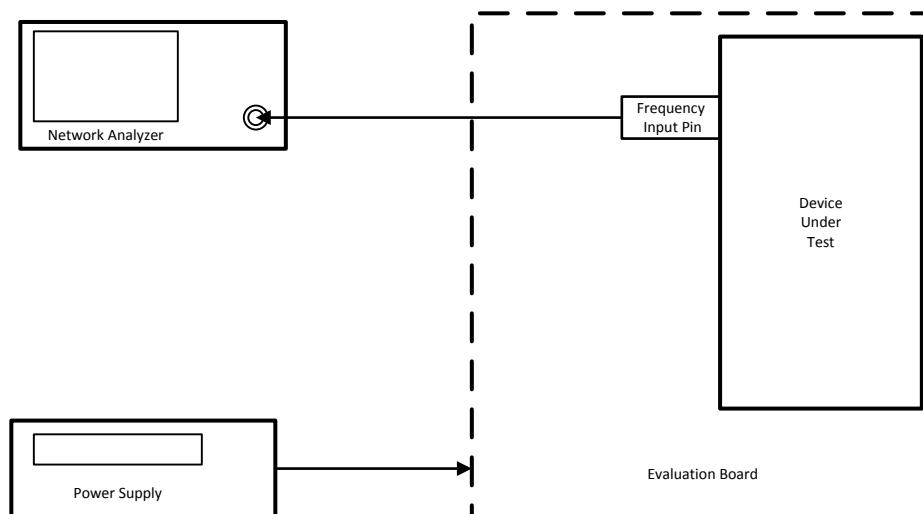 Network Analyzer
Frequency
Input Pin
Device
Under
Test
Power Supply
Evaluation Board